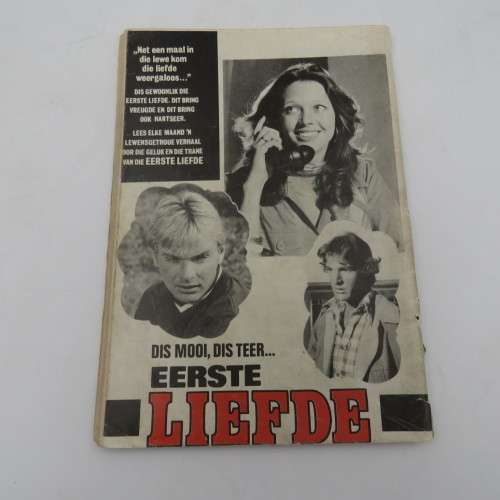 „Net een maal in
die lewe kom
die liefde
weergaloos...”
DIS GEWOONLIK DIE
EERSTE LIEFDE. DIT BRING
VREUGDE EN DIT BRING
OOK HARTSEER.
LEES ELKE MAAND 'N
LEWENSGETROUE VERHAAL
OOR DIE GELUK EN DIE TRANE
VAN DIE EERSTE LIEFDE
DIS MOOI, DIS TEER...
EERSTE
LIEFDE